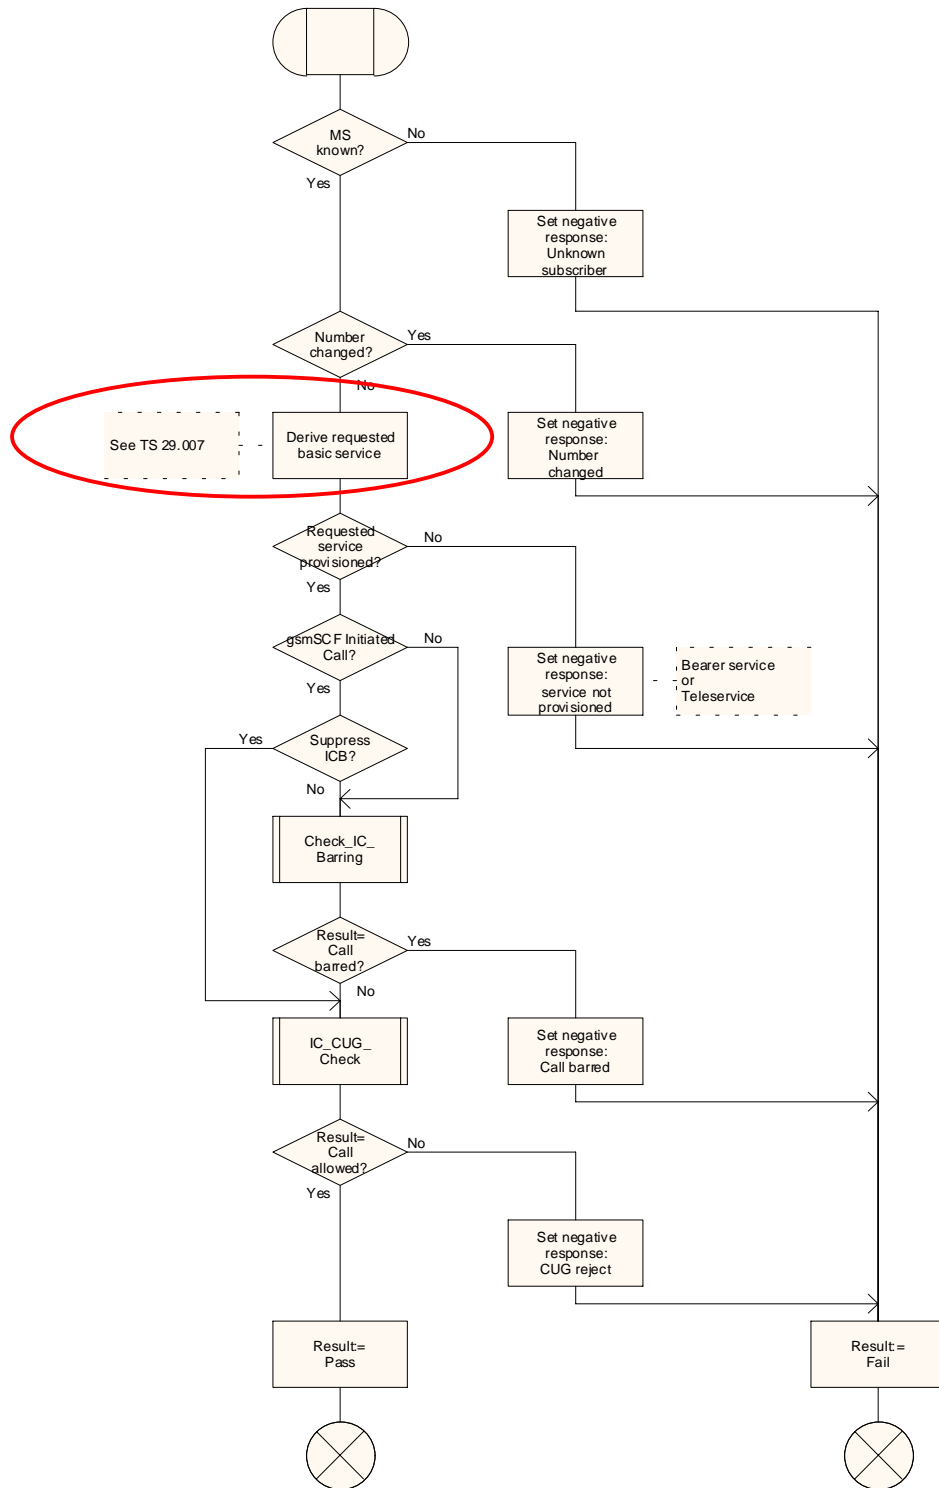 MS
known?
No
Yes
Set negative
response:
Unknown
subscriber
Number
changed?
Yes
No
See TS 29.007
Derive requested
basic service
Set negative
response:
Number
changed
Requested
service
provisioned?
No
Yes
gsmSCF Initiated
Call?
No
Yes
Set negative
response:
service not
provisioned
Bearer service
or
Teleservice
Suppress
ICB?
Yes
No
Check_IC_
Barring
Result=
Call
barred?
Yes
No
IC_CUG_
Check
Set negative
response:
Call barred
Result=
Call
allowed?
No
Yes
Set negative
response:
CUG reject
Result:=
Pass
Result:=
Fail